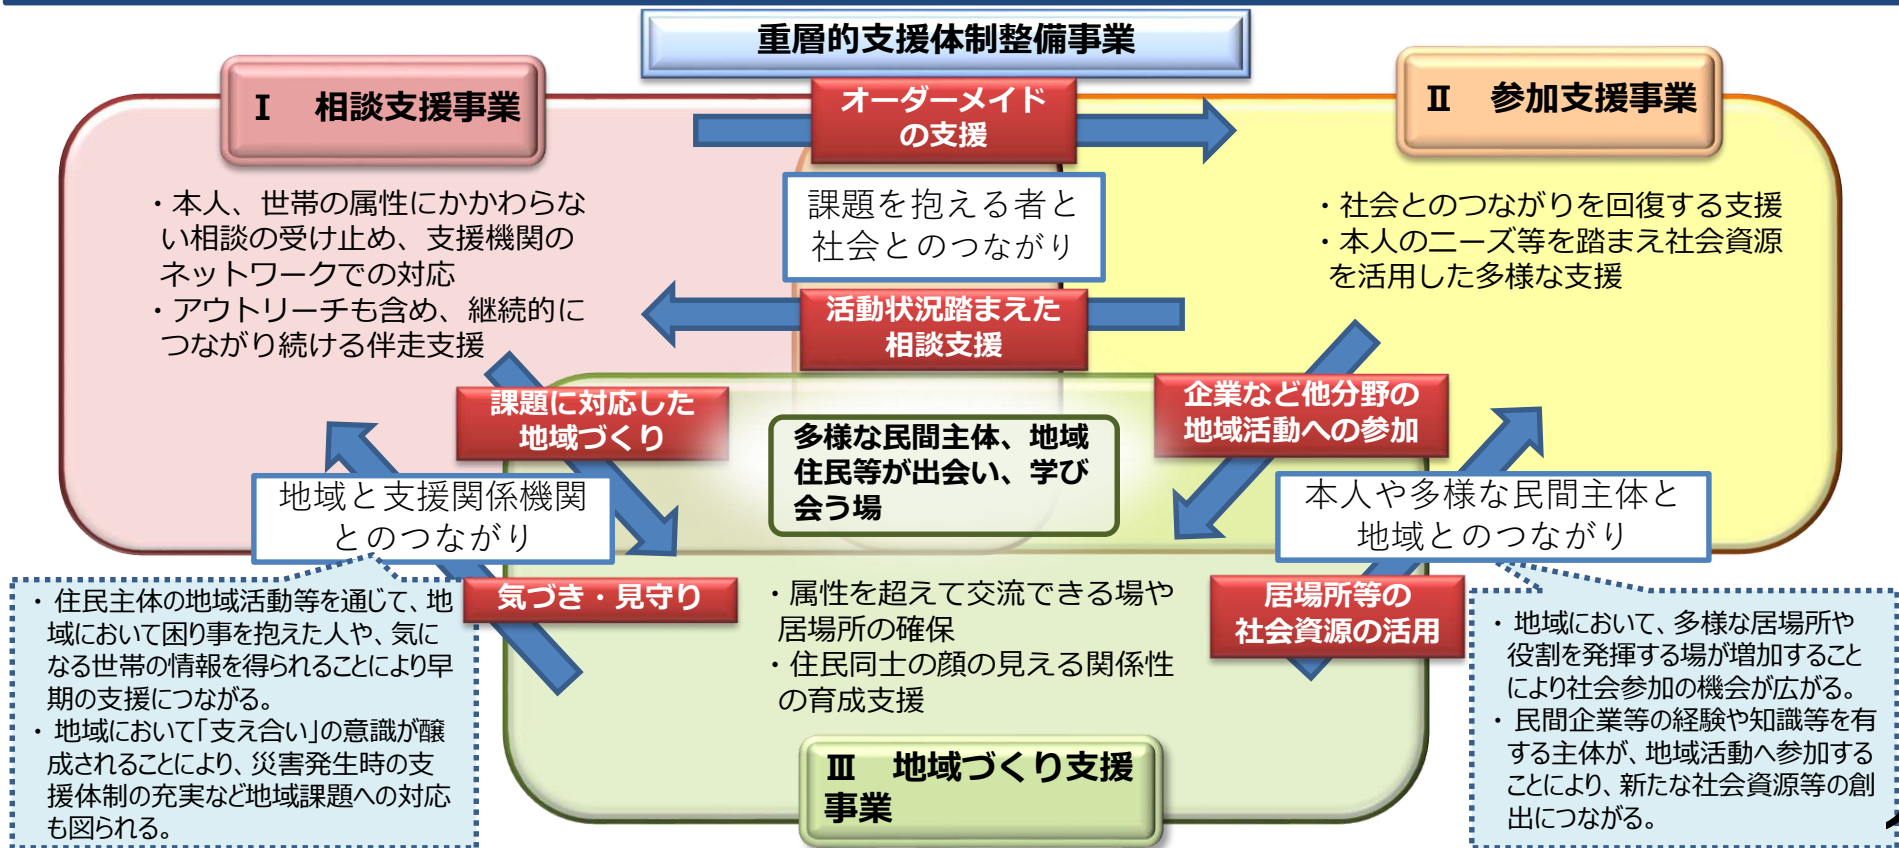 重層的支援体制整備事業
Ⅰ　相談支援事業
オーダーメイド
の支援
Ⅱ　参加支援事業
・本人、世帯の属性にかかわらな
い相談の受け止め、支援機関の
ネットワークでの対応
・アウトリーチも含め、継続的に
つながり続ける伴走支援
課題を抱える者と
社会とのつながり
・社会とのつながりを回復する支援
・本人のニーズ等を踏まえ社会資源
を活用した多様な支援
活動状況踏まえた
相談支援
課題に対応した
地域づくり
多様な民間主体、地域
住民等が出会い、学び
会う場
企業など他分野の
地域活動への参加
地域と支援関係機関
とのつながり
本人や多様な民間主体と
地域とのつながり
気づき・見守り
・属性を超えて交流できる場や
居場所の確保
・住民同士の顔の見える関係性
の育成支援
居場所等の
社会資源の活用
・ 住民主体の地域活動等を通じて、地
域において困り事を抱えた人や、気に
なる世帯の情報を得られることにより早
期の支援につながる。
・ 地域において「支え合い」の意識が醸
成されることにより、災害発生時の支
援体制の充実など地域課題への対応
も図られる。
・ 地域において、多様な居場所や
役割を発揮する場が増加すること
により社会参加の機会が広がる。
・ 民間企業等の経験や知識等を有
する主体が、地域活動へ参加する
ことにより、新たな社会資源等の創
出につながる。
Ⅲ　地域づくり支援
事業